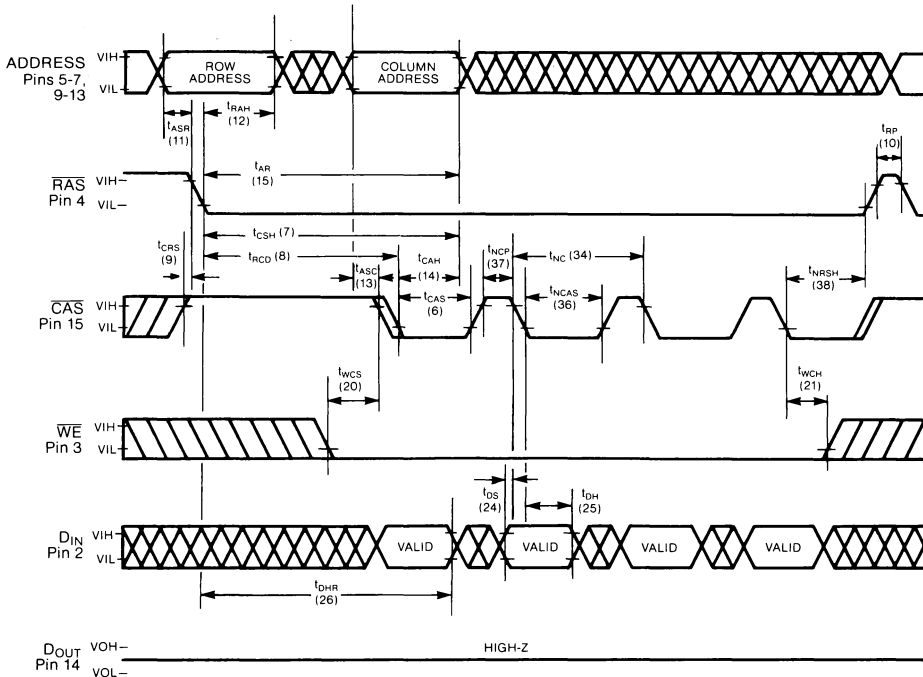 ADDRESS
Pins 5-7,
9-13
VIH
VIL
ROW
ADDRESS
COLUMN
ADDRESS
tASR
(11)
tRAH
(12)
tRP
(10)
RAS
Pin 4
VIH
VIL
tAR
(15)
tCSH (7)
tCRS
(9)
tRCD (8)
tASC
(13)
tCAH
(14)
tNCP
(37)
tNC (34)
tNRSH
(38)
CAS
Pin 15
VIH
VIL
tCAS
(6)
tNCAS
(36)
tWCS
(20)
tWCH
(21)
WE
Pin 3
VIH
VIL
tDS
(24)
tDH
(25)
DIN
Pin 2
VIH
VIL
VALID
VALID
VALID
VALID
tDHR
(26)
DOUT
Pin 14
VOH
VOL
HIGH-Z